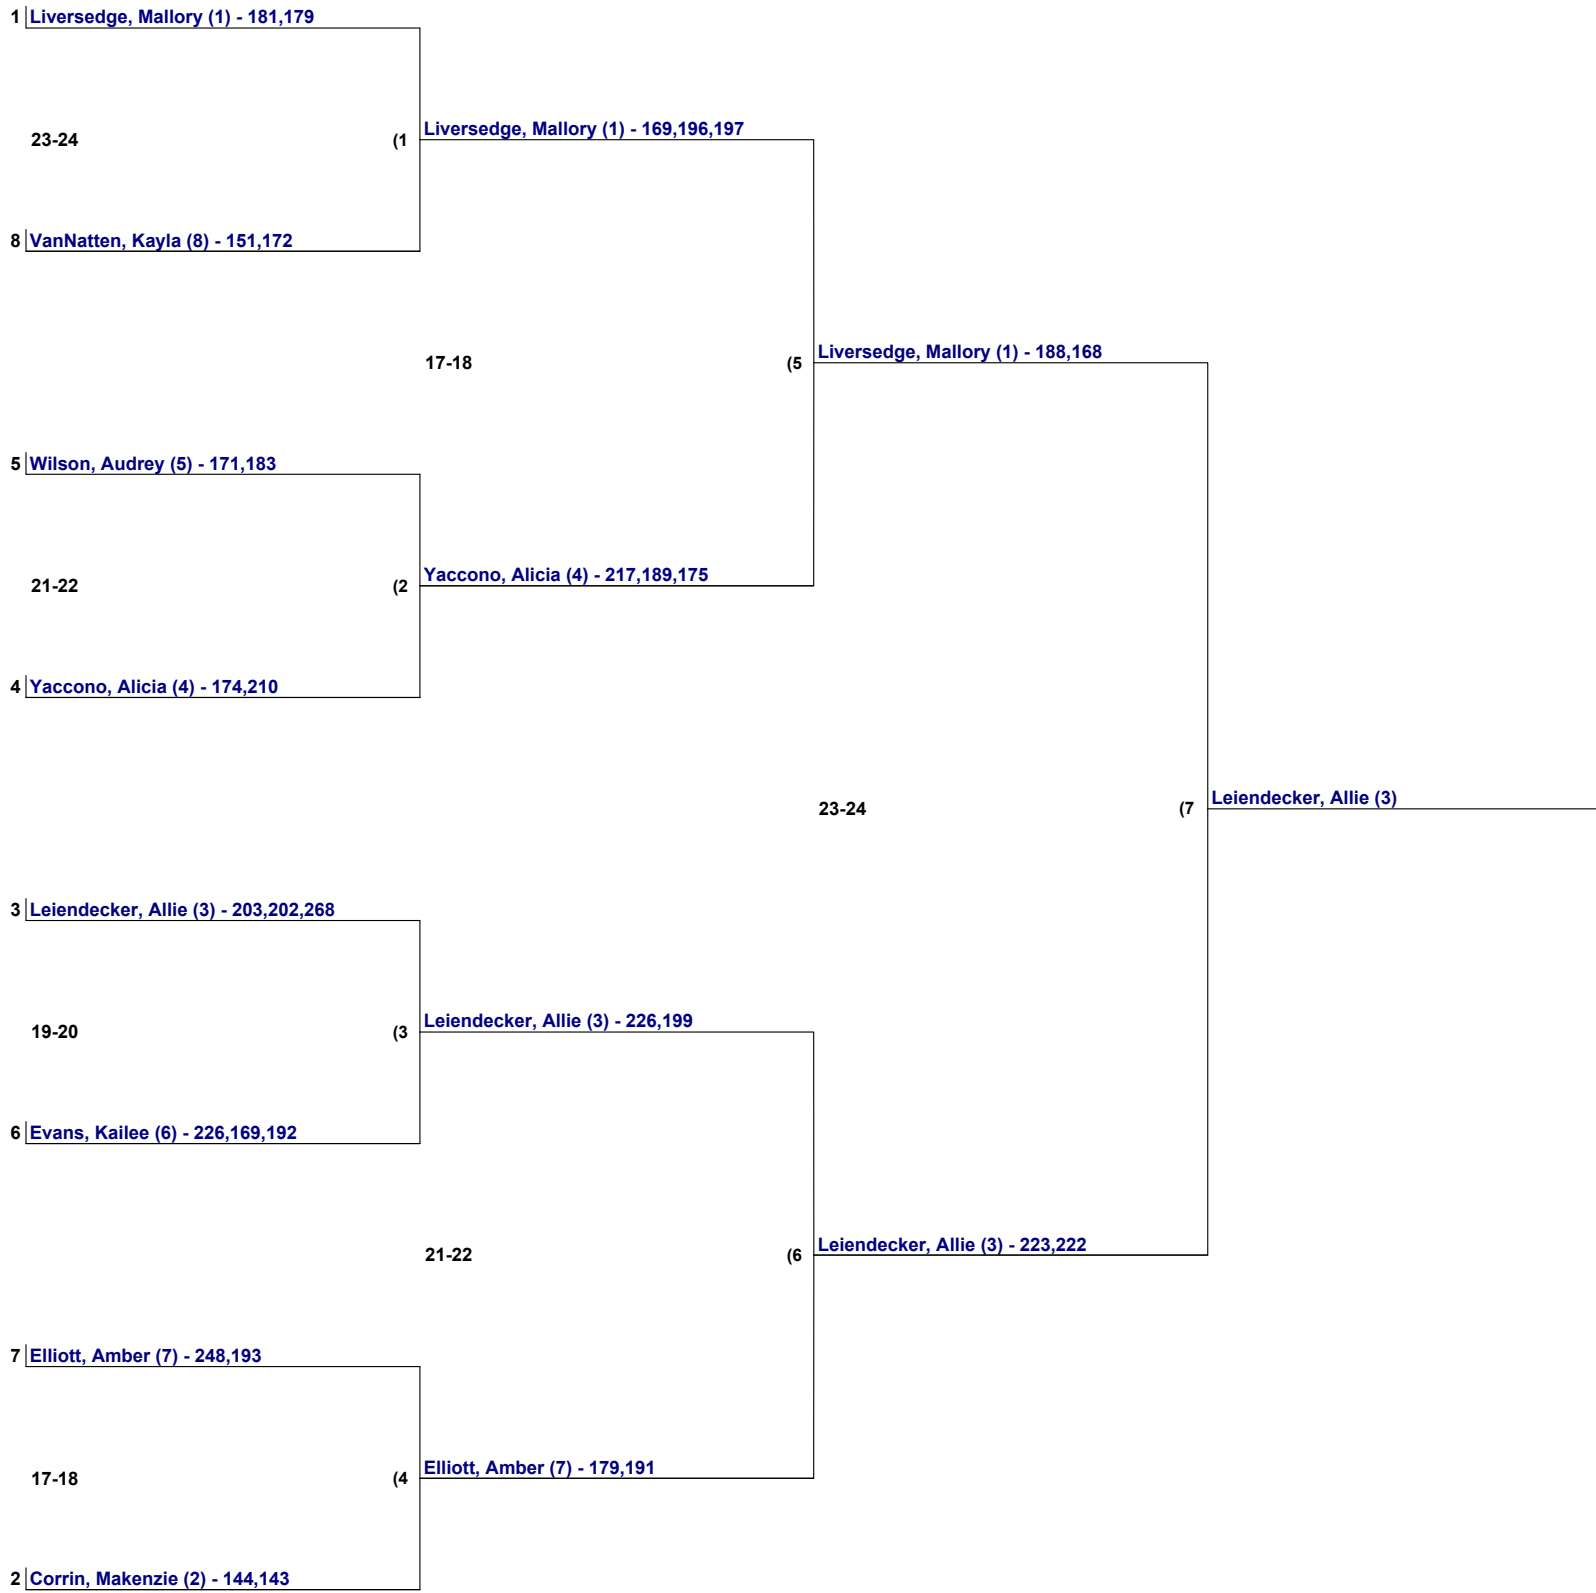 1 Liversedge, Mallory (1) - 181,179
Liversedge, Mallory (1) - 169,196,197
23-24 (1
8 VanNatten, Kayla (8) - 151,172
Liversedge, Mallory (1) - 188,168
17-18 (5
5 Wilson, Audrey (5) - 171,183
Yaccono, Alicia (4) - 217,189,175
21-22 (2
4 Yaccono, Alicia (4) - 174,210
Leiendecker, Allie (3)
23-24 (7
3 Leiendecker, Allie (3) - 203,202,268
Leiendecker, Allie (3) - 226,199
19-20 (3
6 Evans, Kailee (6) - 226,169,192
Leiendecker, Allie (3) - 223,222
21-22 (6
7 Elliott, Amber (7) - 248,193
Elliott, Amber (7) - 179,191
17-18 (4
2 Corrin, Makenzie (2) - 144,143